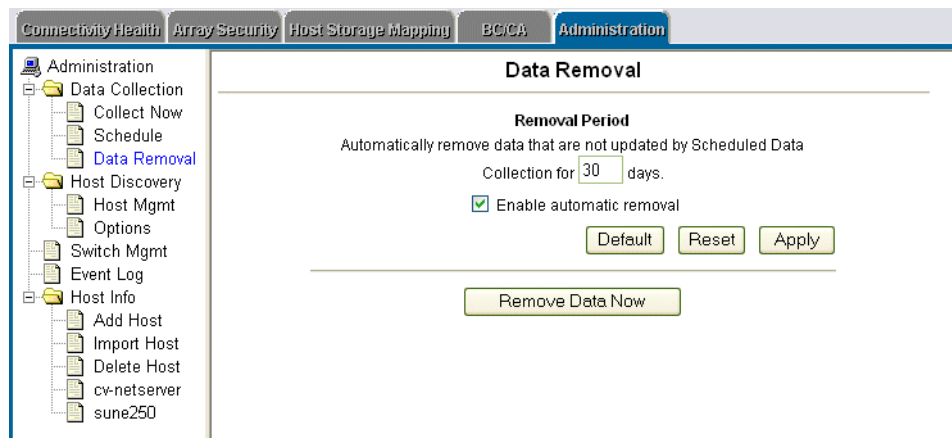 Connectivity Health Array Security Host Storage Mapping BC/CA Administration
Administration
Data Collection
Collect Now
Schedule
Data Removal
Host Discovery
Host Mgmt
Options
Switch Mgmt
Event Log
Host Info
Add Host
Import Host
Delete Host
cv-netserver
sune250
Data Removal
Removal Period
Automatically remove data that are not updated by Scheduled Data
Collection for 30 days.
Enable automatic removal
Default Reset Apply
Remove Data Now